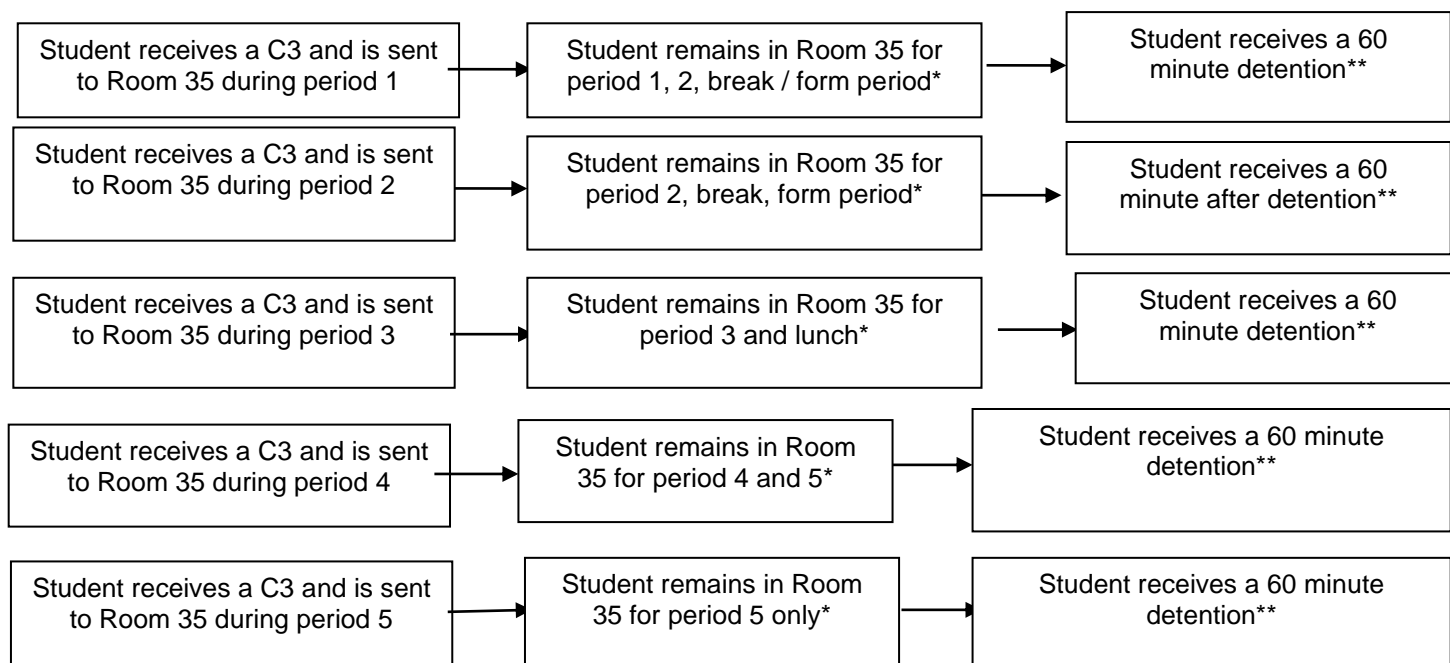 Student receives a C3 and is sent
to Room 35 during period 1
Student remains in Room 35 for
period 1, 2, break / form period*
Student receives a 60
minute detention**
Student receives a C3 and is sent
to Room 35 during period 2
Student remains in Room 35 for
period 2, break, form period*
Student receives a 60
minute after detention**
Student receives a C3 and is sent
to Room 35 during period 3
Student remains in Room 35 for
period 3 and lunch*
Student receives a 60
minute detention**
Student receives a C3 and is sent
to Room 35 during period 4
Student remains in Room
35 for period 4 and 5*
Student receives a 60 minute
detention**
Student receives a C3 and is sent
to Room 35 during period 5
Student remains in Room
35 for period 5 only*
Student receives a 60 minute
detention**